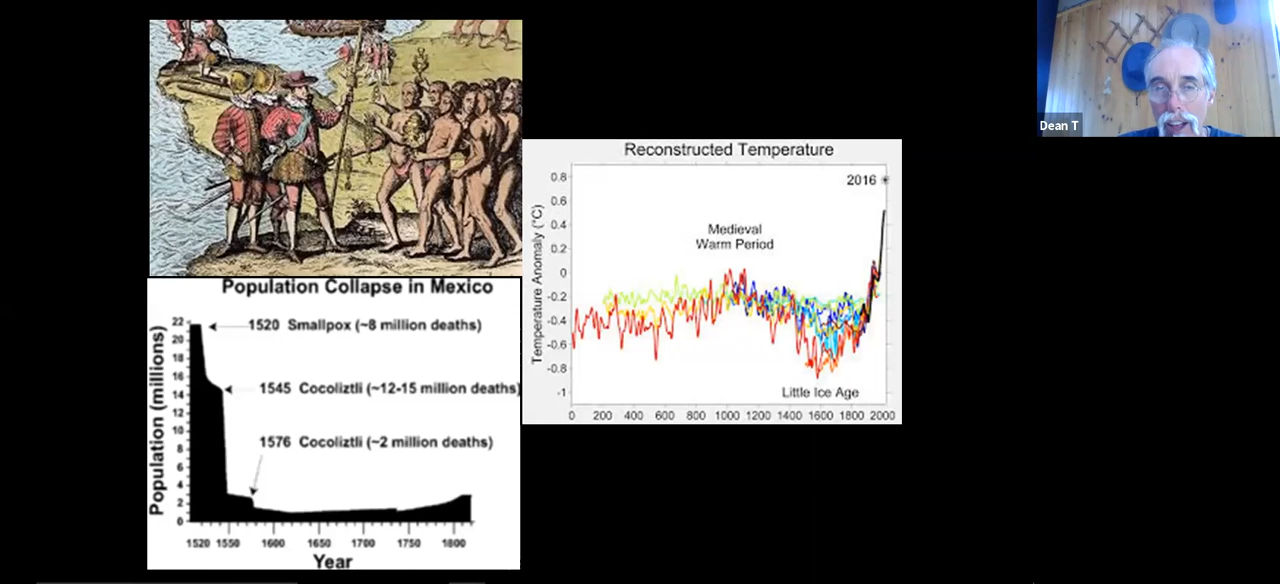 Dean T
Reconstructed Temperature
Temperature Anomaly (°C)
0.8
0.6
0.4
0.2
0
-0.2
-0.4
-0.6
-0.8
-1
2016
Medieval
Warm Period
Little Ice Age
0 200 400 600 800 1000 1200 1400 1600 1800 2000
Population Collapse in Mexico
Population (millions)
22
20
18
16
14
12
10
8
6
4
2
0
1520 Smallpox (~8 million deaths)
1545 Cocoliztli (~12-15 million deaths)
1576 Cocoliztli (~2 million deaths)
1520 1550 1600 1650 1700 1750 1800
Year